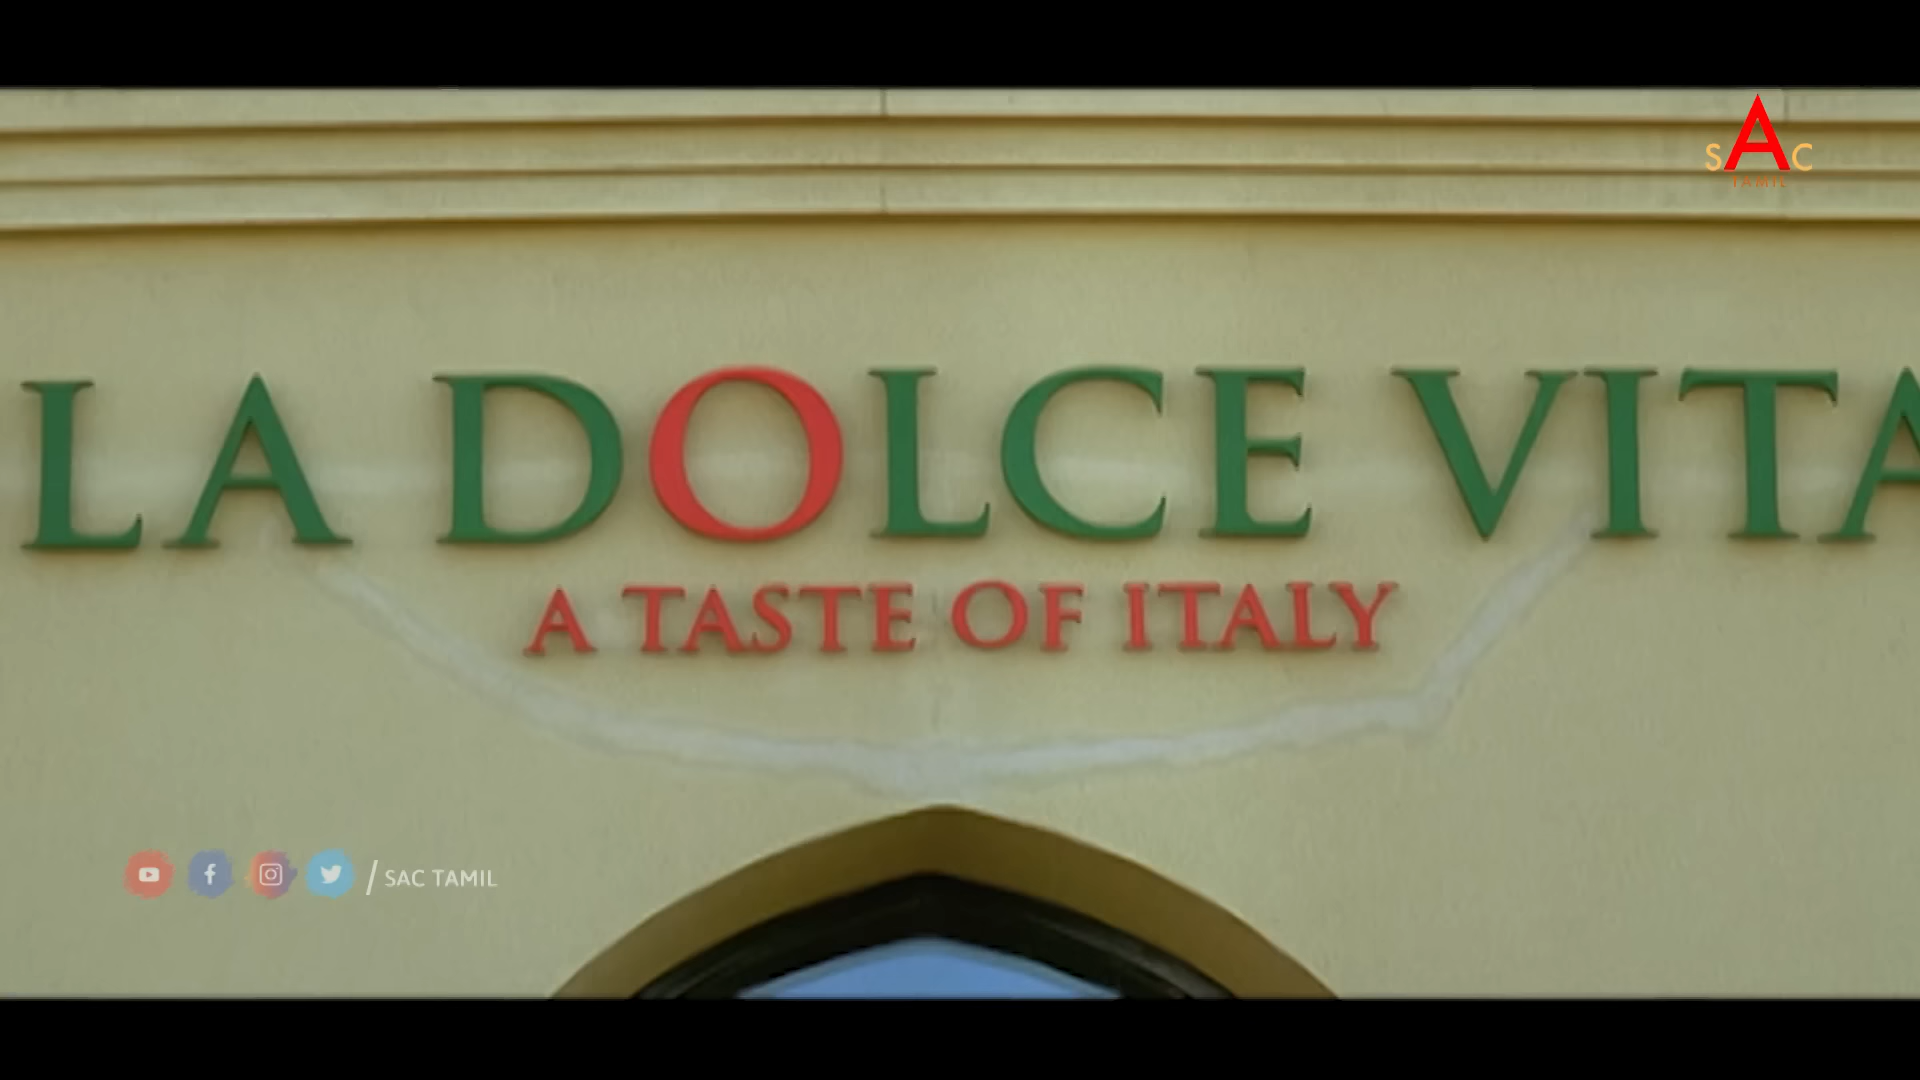 SAC
TAMIL
LA DOLCE VITA
A TASTE OF ITALY
/ SAC TAMIL